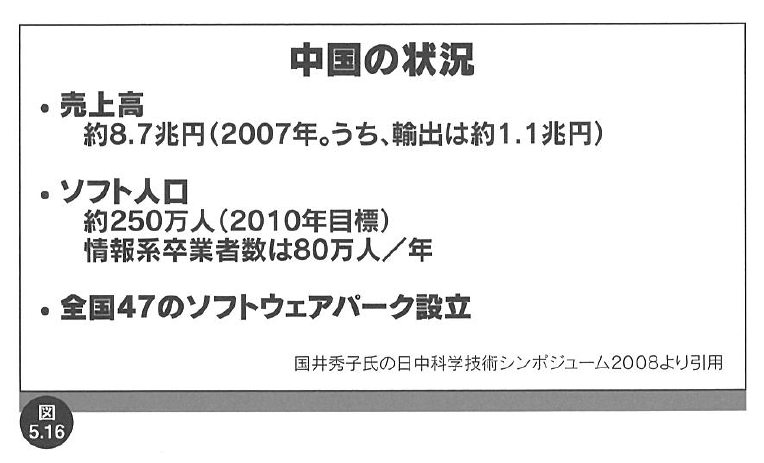 中国の状況
• 売上高
約8.7兆円（2007年。うち、輸出は約1.1兆円）
• ソフト人口
約250万人（2010年目標）
情報系卒業者数は80万人／年
• 全国47のソフトウェアパーク設立
国井秀子氏の日中科学技術シンポジューム2008より引用
図
5.16